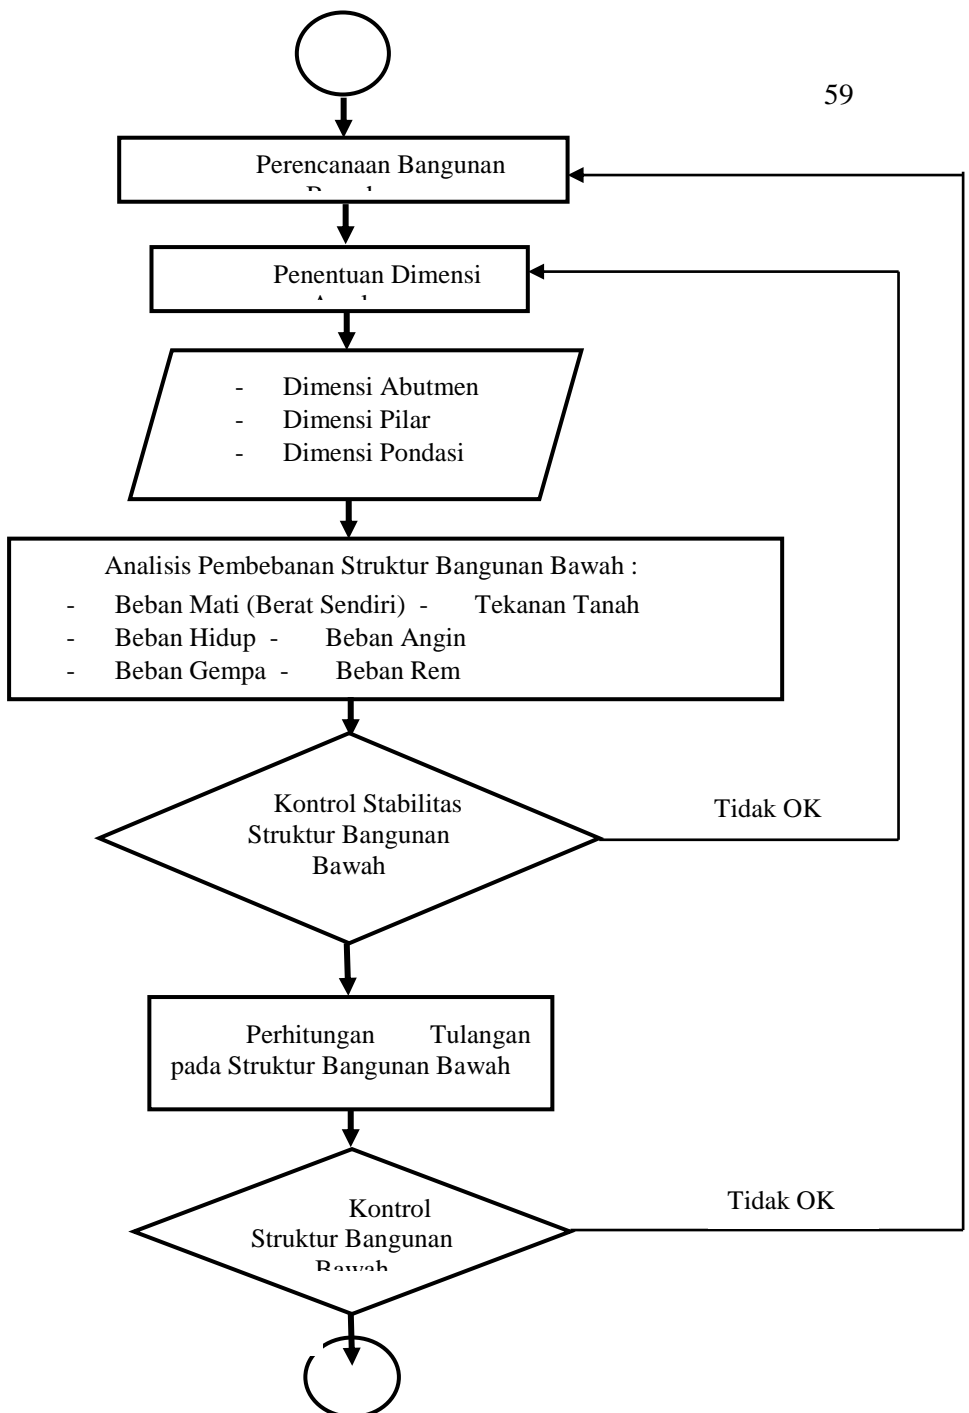 59
Perencanaan Bangunan
Penentuan Dimensi
- Dimensi Abutmen
- Dimensi Pilar
- Dimensi Pondasi
Analisis Pembebanan Struktur Bangunan Bawah :
- Beban Mati (Berat Sendiri) - Tekanan Tanah
- Beban Hidup - Beban Angin
- Beban Gempa - Beban Rem
Kontrol Stabilitas
Struktur Bangunan
Bawah
Tidak OK
Perhitungan Tulangan
pada Struktur Bangunan Bawah
Kontrol
Struktur Bangunan
Bawah
Tidak OK